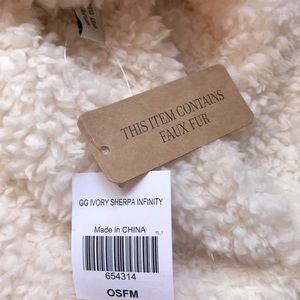 THIS ITEM CONTAINS
FAUX FUR
GG IVORY SHERPA INFINITY
Made in CHINA
654314
OSFM